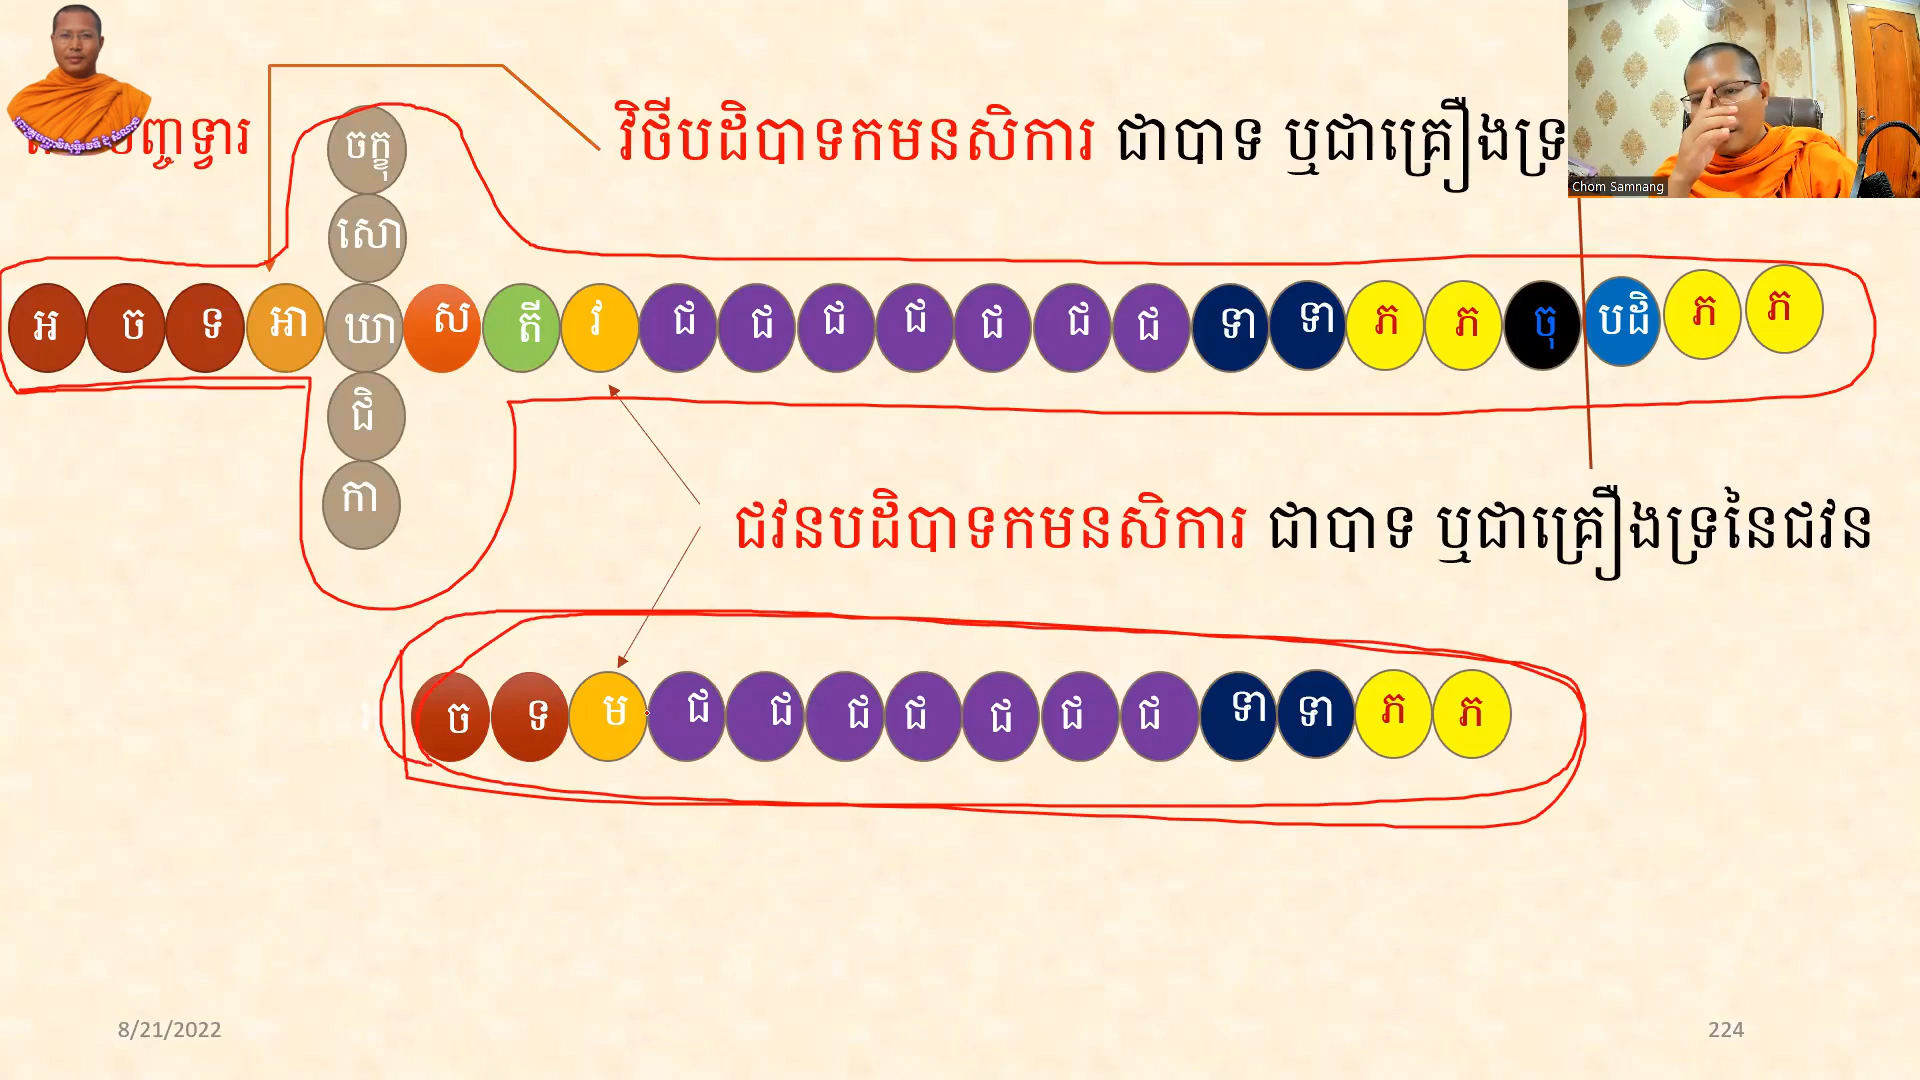 វិថីបដិបាទកមនសិការ ជាបាទ ឬជាគ្រឿងទ្រ
Chom Samnang
បញ្ចទ្វារ
ចក្ខុ
សោ
អ ច ទ អា ឃា ស តី វ ជ ជ ជ ជ ជ ជ ជ ទា ទា ភ ភ ចុ បដិ ភ ភ
ជិ
កា
ជវនបដិបាទកមនសិការ ជាបាទ ឬជាគ្រឿងទ្រនៃជវន
ច ទ ម ជ ជ ជ ជ ជ ជ ជ ទា ទា ភ ភ
8/21/2022
224